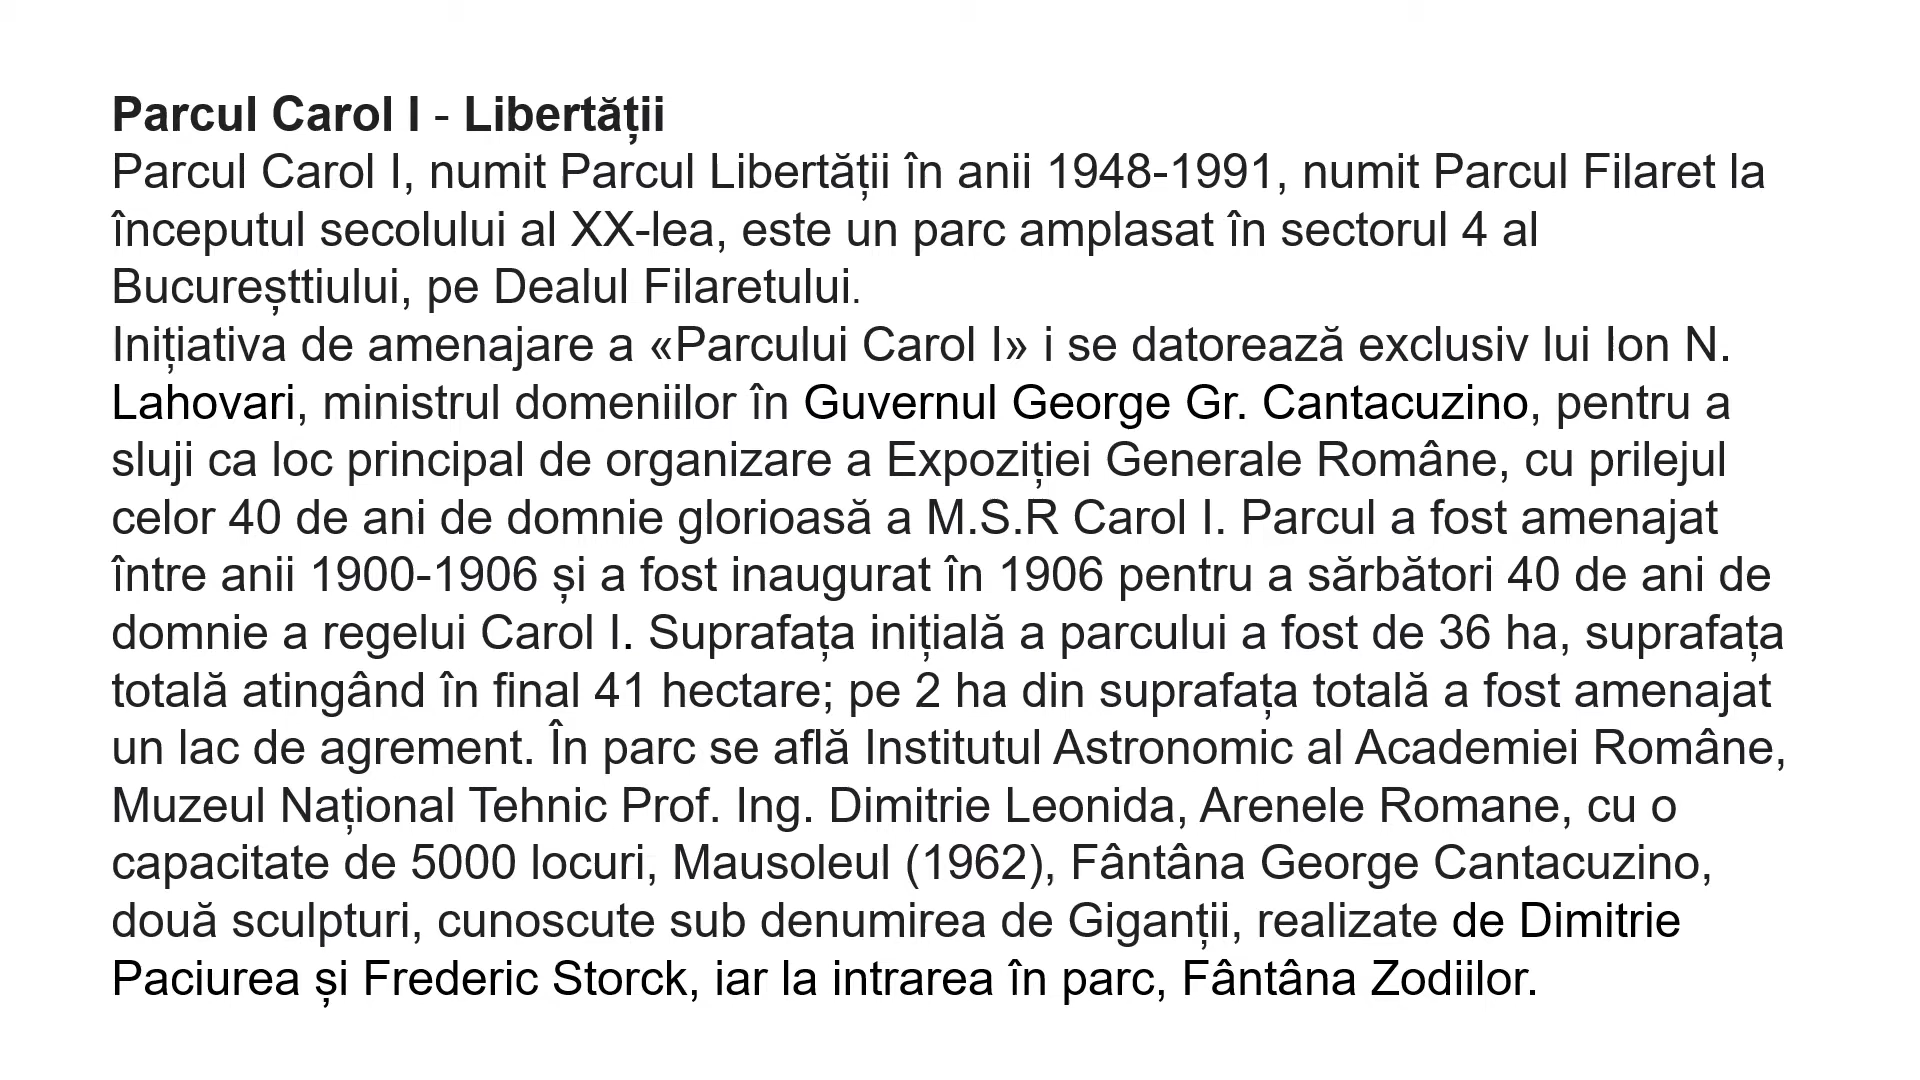 Parcul Carol I - Libertății
Parcul Carol I, numit Parcul Libertății în anii 1948-1991, numit Parcul Filaret la
începutul secolului al XX-lea, este un parc amplasat în sectorul 4 al
Bucureșttiului, pe Dealul Filaretului.
Inițiativa de amenajare a «Parcului Carol I» i se datorează exclusiv lui Ion N.
Lahovari, ministrul domeniilor în Guvernul George Gr. Cantacuzino, pentru a
sluji ca loc principal de organizare a Expoziției Generale Române, cu prilejul
celor 40 de ani de domnie glorioasă a M.S.R Carol I. Parcul a fost amenajat
între anii 1900-1906 și a fost inaugurat în 1906 pentru a sărbători 40 de ani de
domnie a regelui Carol I. Suprafața inițială a parcului a fost de 36 ha, suprafața
totală atingând în final 41 hectare; pe 2 ha din suprafața totală a fost amenajat
un lac de agrement. În parc se află Institutul Astronomic al Academiei Române,
Muzeul Național Tehnic Prof. Ing. Dimitrie Leonida, Arenele Romane, cu o
capacitate de 5000 locuri, Mausoleul (1962), Fântâna George Cantacuzino,
două sculpturi, cunoscute sub denumirea de Giganții, realizate de Dimitrie
Paciurea și Frederic Storck, iar la intrarea în parc, Fântâna Zodiilor.